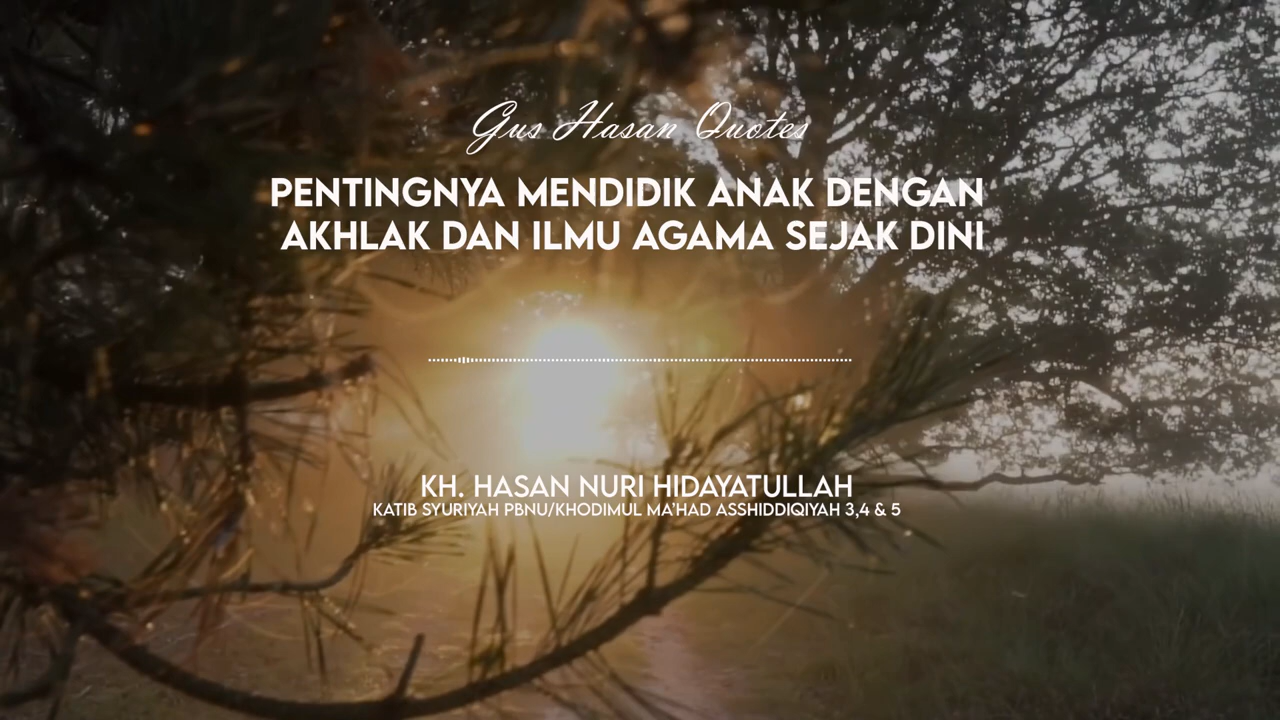 Gus Hasan Quotes
PENTINGNYA MENDIDIK ANAK DENGAN
AKHLAK DAN ILMU AGAMA SEJAK DINI
KH. HASAN NURI HIDAYATULLAH
KATIB SYURIYAH PBNU/KHODIMUL MA'HAD ASSHIDDIQIYAH 3,4 & 5